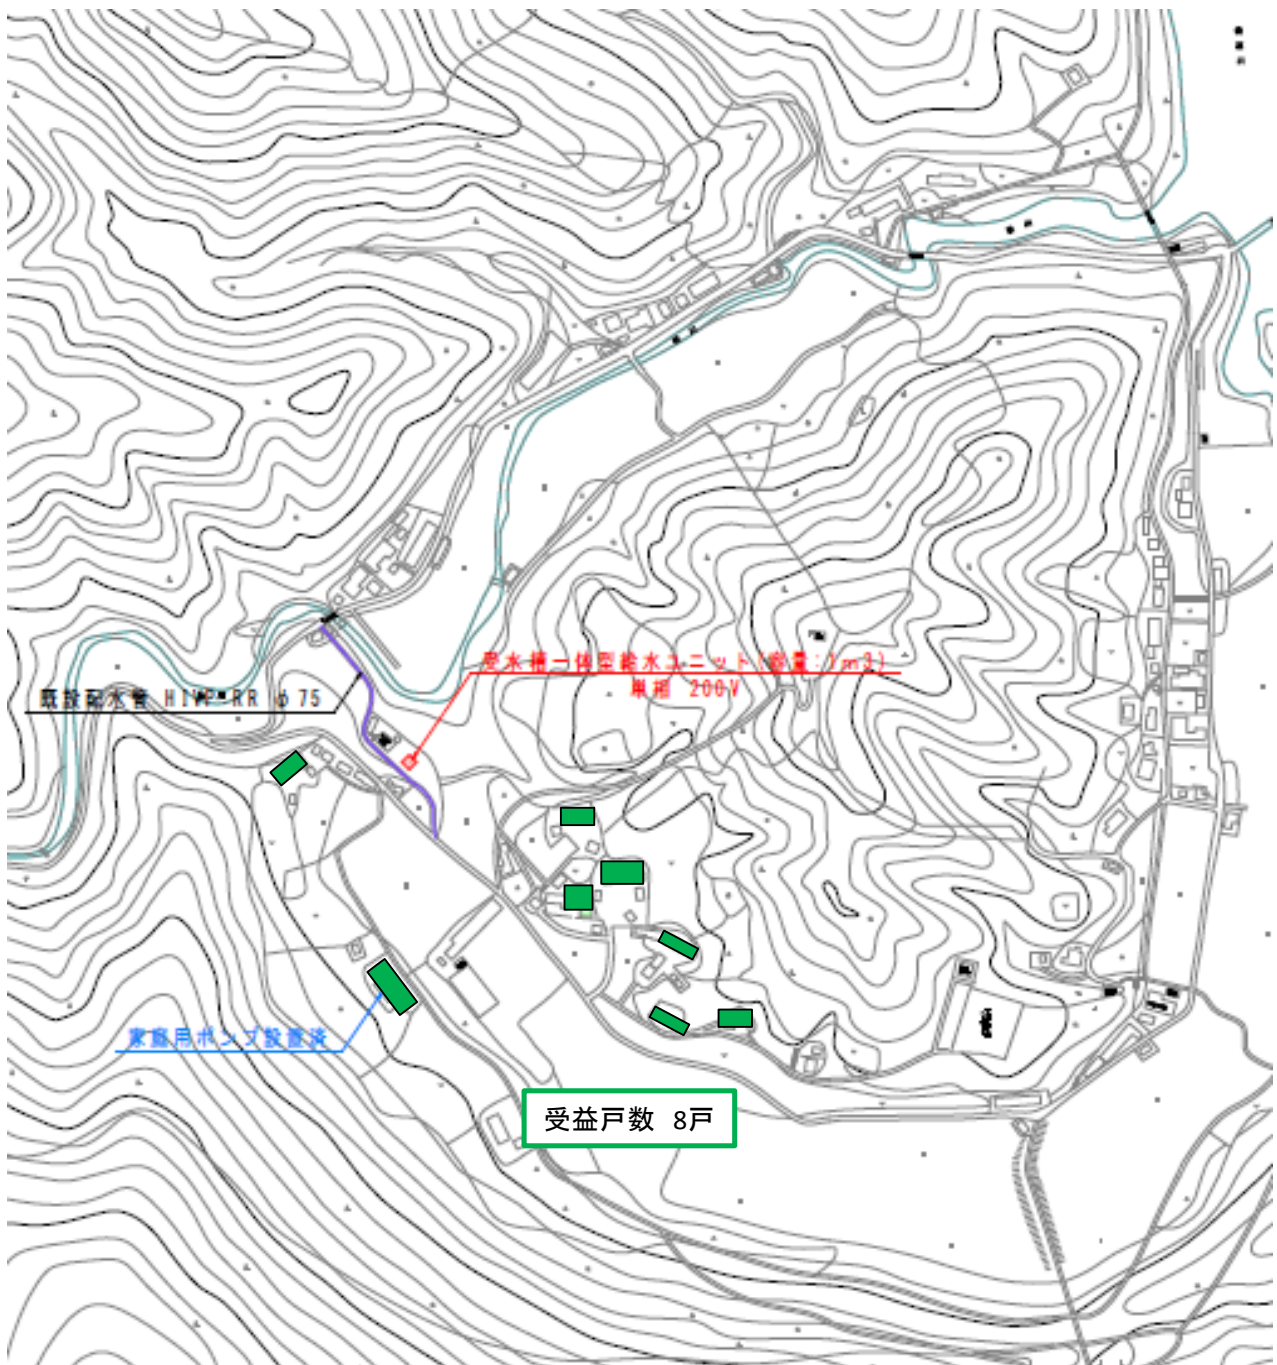 受水槽一体型給水ユニット(容量:1m3)
単相 200V
既設配水管 HIVP-RR φ75
家庭用ポンプ設置済
受益戸数 8戸